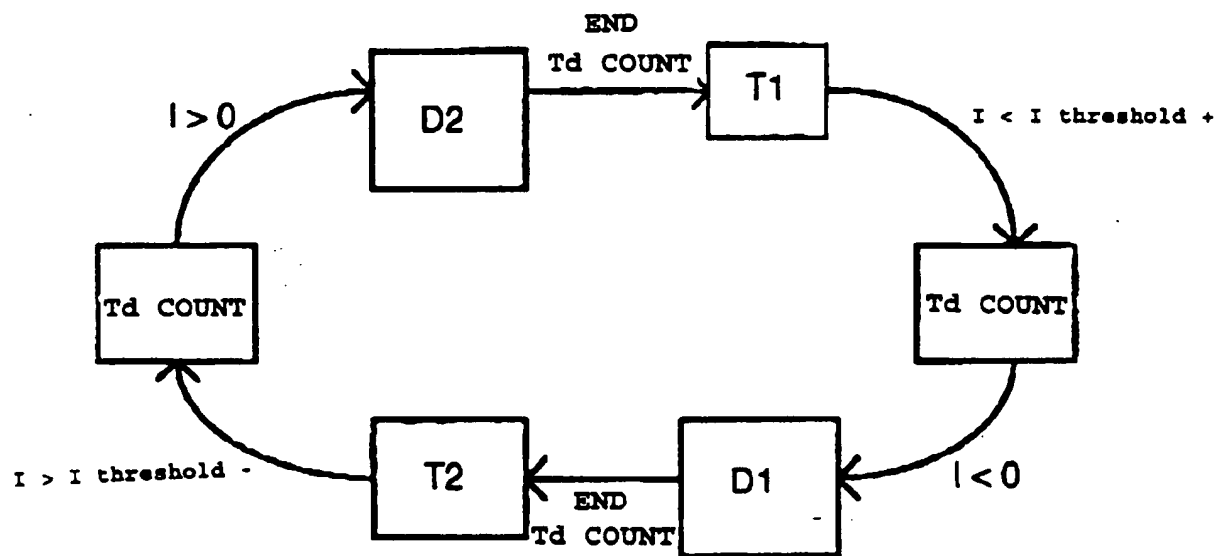 END
Td COUNT
D2
T1
I > 0
I < I threshold +
Td COUNT
Td COUNT
I > I threshold -
T2
END
Td COUNT
D1
I < 0